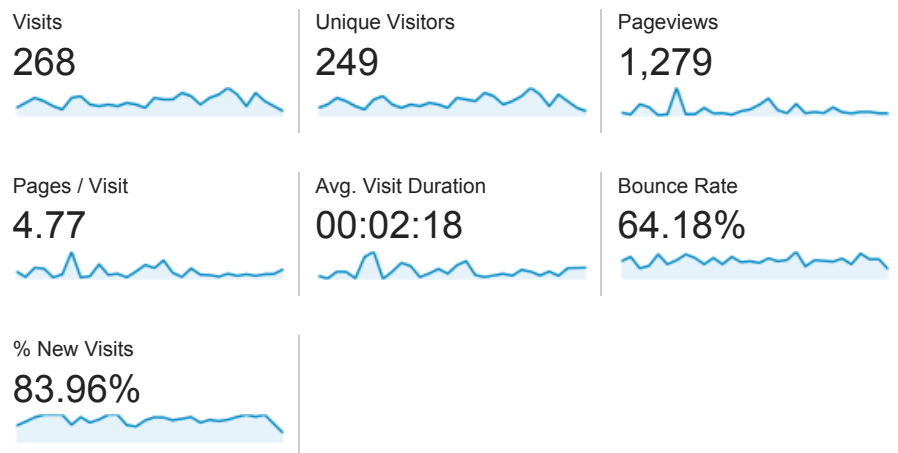 Visits
268
Unique Visitors
249
Pageviews
1,279
Pages / Visit
4.77
Avg. Visit Duration
00:02:18
Bounce Rate
64.18%
% New Visits
83.96%